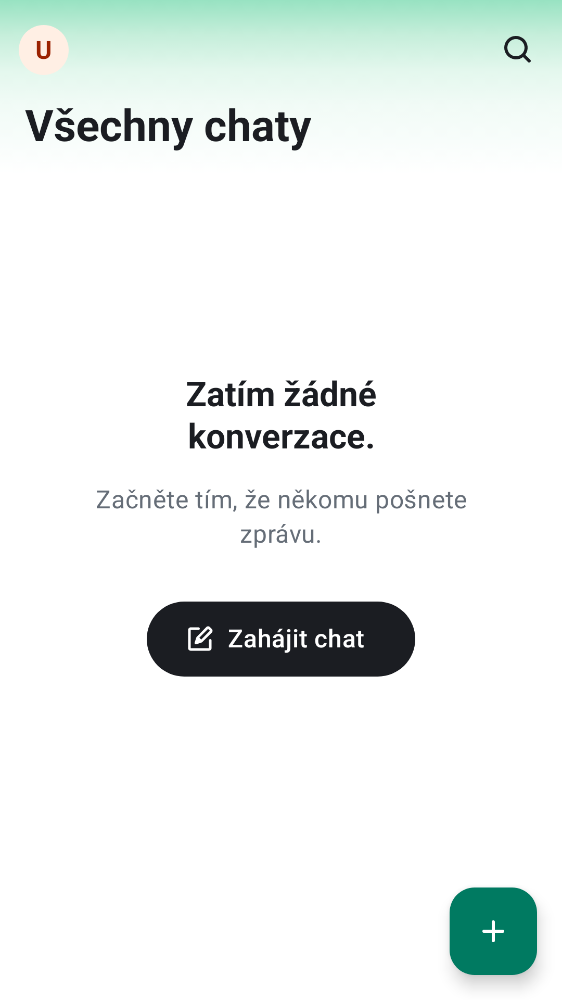 U
Všechny chaty
Zatím žádné
konverzace.
Začněte tím, že někomu pošnete
zprávu.
Zahájit chat